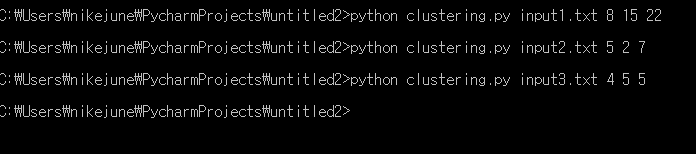 C:₩Users₩nikejune₩PycharmProjects₩untitled2>python clustering.py input1.txt 8 15 22
C:₩Users₩nikejune₩PycharmProjects₩untitled2>python clustering.py input2.txt 5 2 7
C:₩Users₩nikejune₩PycharmProjects₩untitled2>python clustering.py input3.txt 4 5 5
C:₩Users₩nikejune₩PycharmProjects₩untitled2>